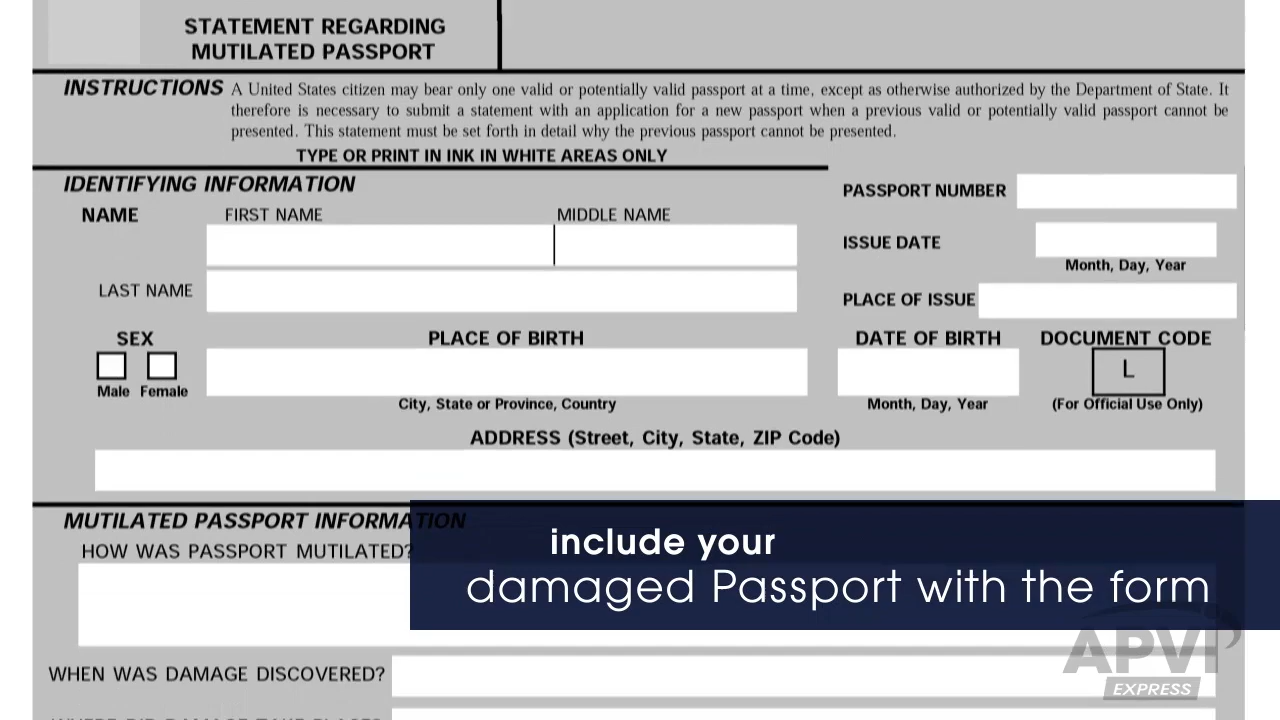 STATEMENT REGARDING
MUTILATED PASSPORT
INSTRUCTIONS A United States citizen may bear only one valid or potentially valid passport at a time, except as otherwise authorized by the Department of State. It
therefore is necessary to submit a statement with an application for a new passport when a previous valid or potentially valid passport cannot be
presented. This statement must be set forth in detail why the previous passport cannot be presented.
TYPE OR PRINT IN INK IN WHITE AREAS ONLY
IDENTIFYING INFORMATION
PASSPORT NUMBER
NAME FIRST NAME MIDDLE NAME
ISSUE DATE
Month, Day, Year
LAST NAME
PLACE OF ISSUE
SEX PLACE OF BIRTH DATE OF BIRTH DOCUMENT CODE
L
Male Female
City, State or Province, Country Month, Day, Year (For Official Use Only)
ADDRESS (Street, City, State, ZIP Code)
MUTILATED PASSPORT INFORMATION
HOW WAS PASSPORT MUTILATED?
include your
damaged Passport with the form
APVI
EXPRESS
WHEN WAS DAMAGE DISCOVERED?